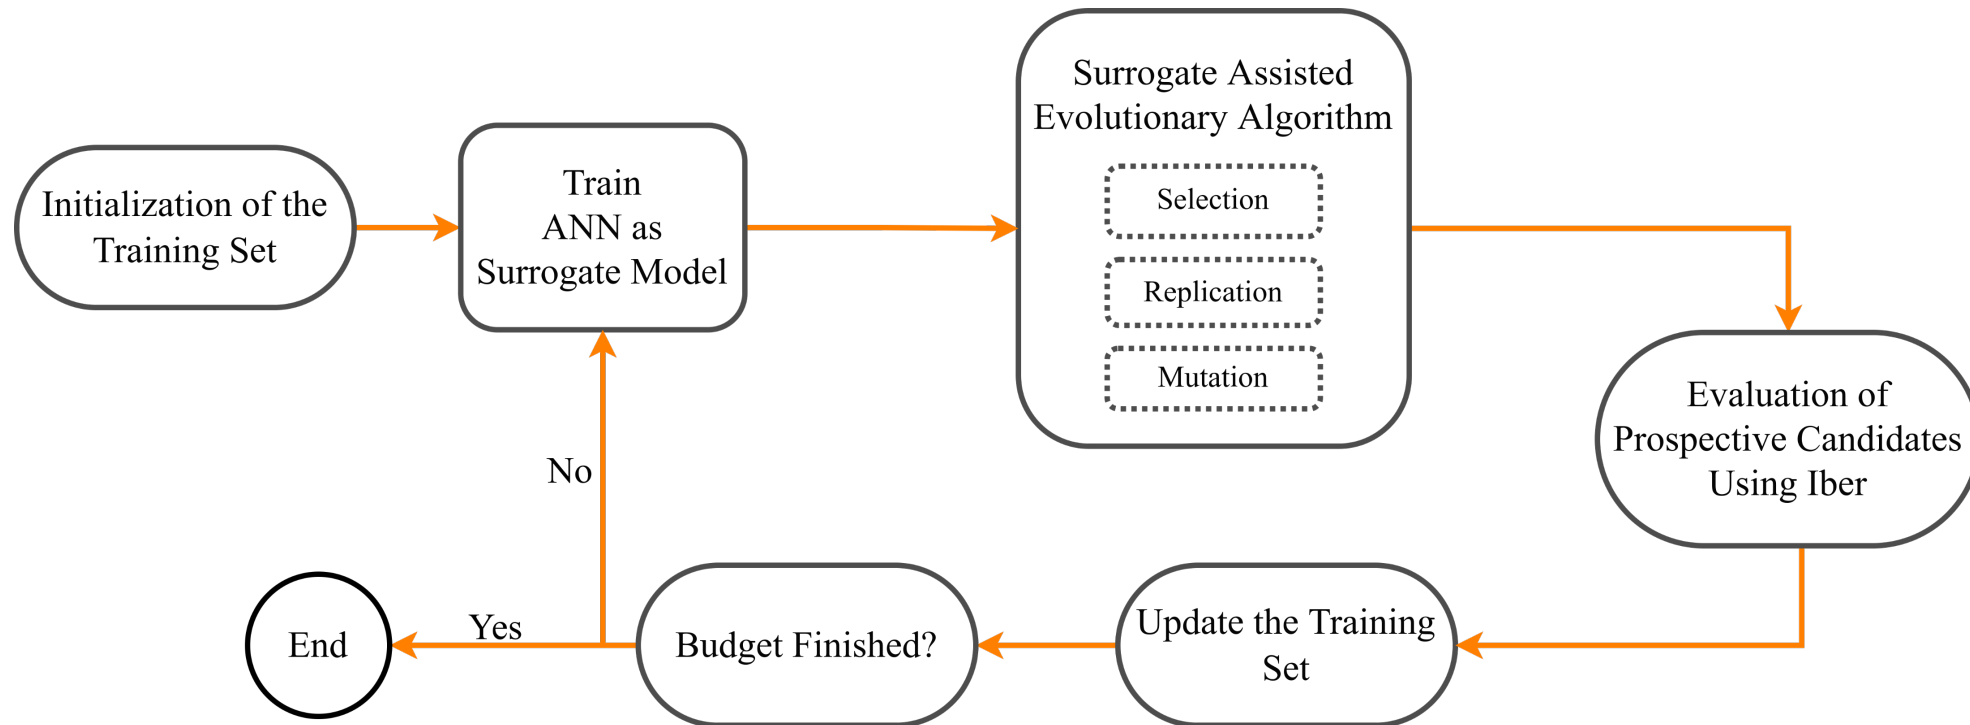 Initialization of the
Training Set
Train
ANN as
Surrogate Model
Surrogate Assisted
Evolutionary Algorithm
Selection
Replication
Mutation
Evaluation of
Prospective Candidates
Using Iber
Update the Training
Set
Budget Finished?
No
Yes
End